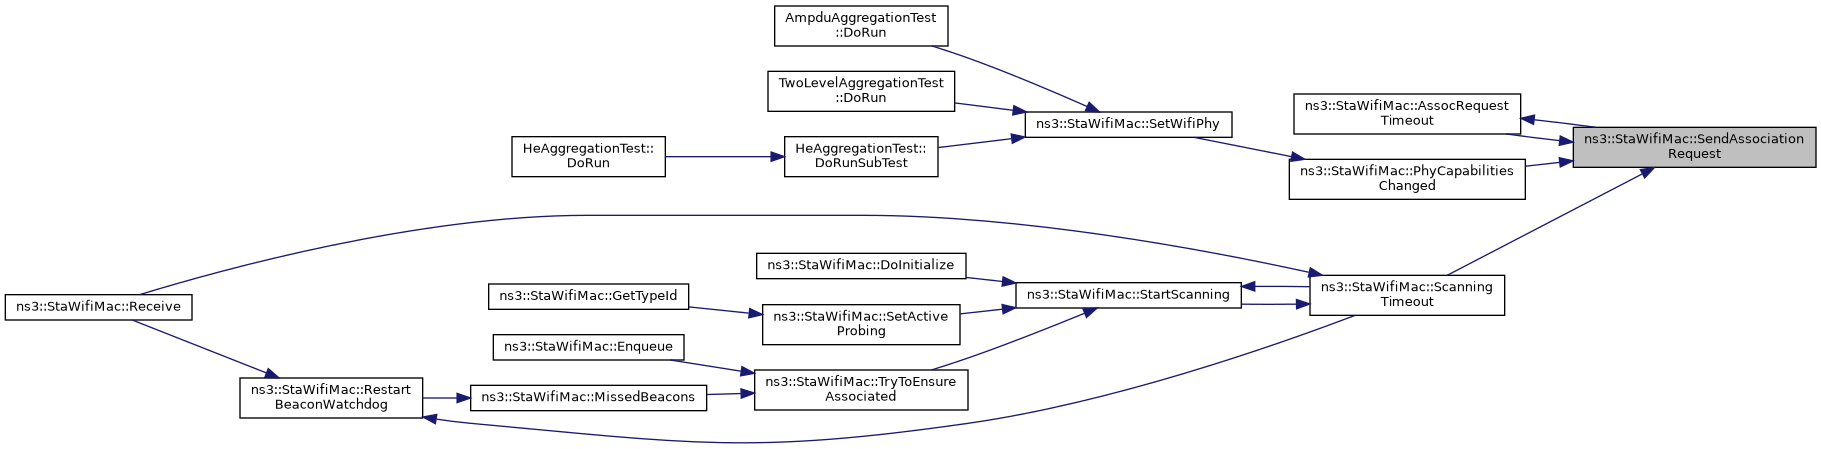 AmpduAggregationTest
::DoRun
TwoLevelAggregationTest
::DoRun
ns3::StaWifiMac::AssocRequest
Timeout
ns3::StaWifiMac::SetWifiPhy
ns3::StaWifiMac::SendAssociation
Request
HeAggregationTest::
DoRun
HeAggregationTest::
DoRunSubTest
ns3::StaWifiMac::PhyCapabilities
Changed
ns3::StaWifiMac::DoInitialize
ns3::StaWifiMac::Receive
ns3::StaWifiMac::GetTypeId
ns3::StaWifiMac::StartScanning
ns3::StaWifiMac::Scanning
Timeout
ns3::StaWifiMac::SetActive
Probing
ns3::StaWifiMac::Enqueue
ns3::StaWifiMac::TryToEnsure
Associated
ns3::StaWifiMac::Restart
BeaconWatchdog
ns3::StaWifiMac::MissedBeacons